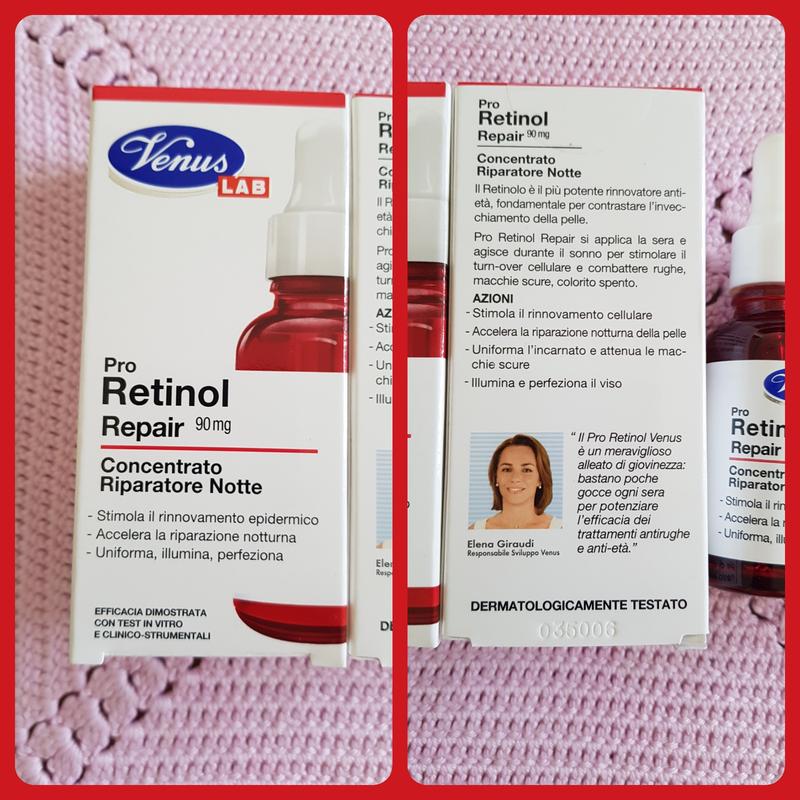 Venus
LAB
Pro
Retinol
Repair 90 mg
Concentrato
Riparatore Notte
- Stimola il rinnovamento epidermico
- Accelera la riparazione notturna
- Uniforma, illumina, perfeziona
EFFICACIA DIMOSTRATA
CON TEST IN VITRO
E CLINICO-STRUMENTALI
Pro
Retinol
Repair 90 mg
Concentrato
Riparatore Notte
Il Retinolo è il più potente rinnovatore anti-
età, fondamentale per contrastare l'invec-
chiamento della pelle.
Pro Retinol Repair si applica la sera e
agisce durante il sonno per stimolare il
turn-over cellulare e combattere rughe,
macchie scure, colorito spento.
AZIONI
- Stimola il rinnovamento cellulare
- Accelera la riparazione notturna della pelle
- Uniforma l'incarnato e attenua le mac-
chie scure
- Illumina e perfeziona il viso
" Il Pro Retinol Venus
è un meraviglioso
alleato di giovinezza:
bastano poche
gocce ogni sera
per potenziare
l'efficacia dei
trattamenti antirughe
e anti-età."
Elena Giraudi
Responsabile Sviluppo Venus
DERMATOLOGICAMENTE TESTATO
035006
Pro
Repair
- Stimola il
- Accelera la
- Uniforma,